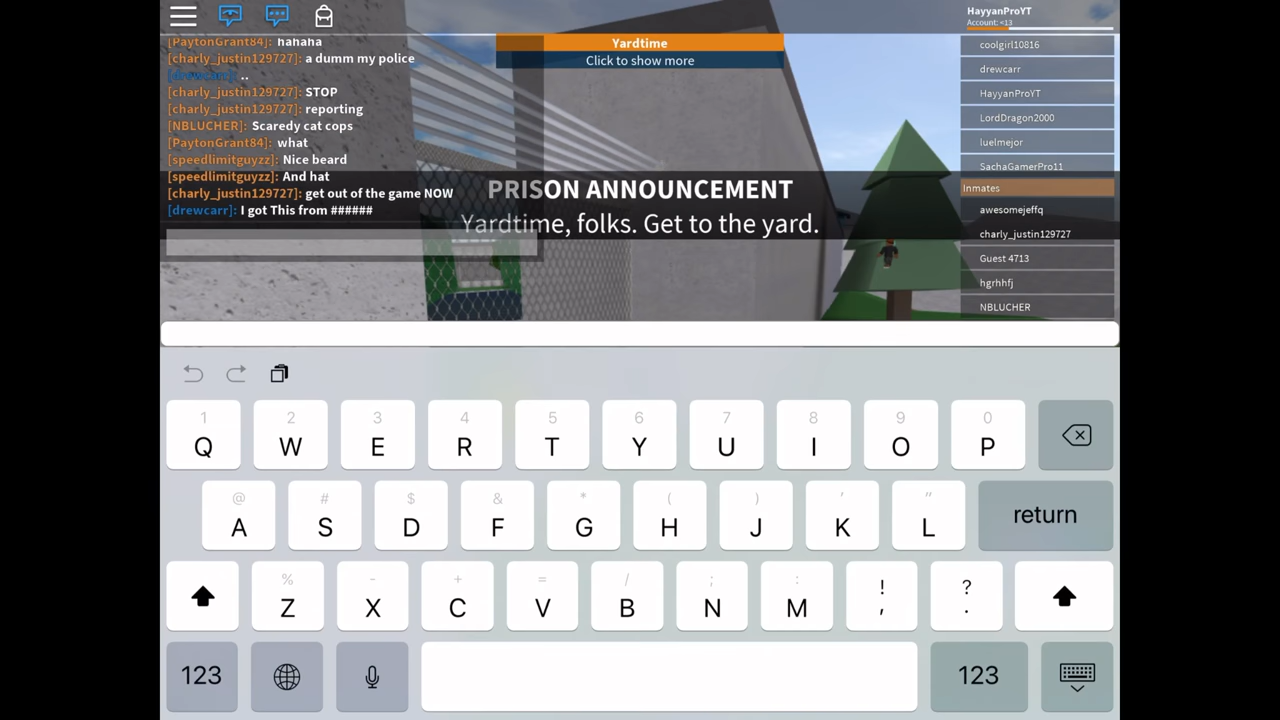 HayyanProYT
Account: <13
[PaytonGrant84]: hahaha
[charly_justin129727]: a dumm my police
[drewcarr]: ..
[charly_justin129727]: STOP
[charly_justin129727]: reporting
[NBLUCHER]: Scaredy cat cops
[PaytonGrant84]: what
[speedlimitguyzz]: Nice beard
[speedlimitguyzz]: And hat
[charly_justin129727]: get out of the game NOW
[drewcarr]: I got This from ######
Yardtime
Click to show more
PRISON ANNOUNCEMENT
Yardtime, folks. Get to the yard.
coolgirl10816
drewcarr
HayyanProYT
LordDragon2000
luelmejor
SachaGamerPro11
Inmates
awesomejeffq
charly_justin129727
Guest 4713
hgrhhfj
NBLUCHER
1 2 3 4 5 6 7 8 9 0
Q W E R T Y U I O P
@ # $ & * ( ) ' "
A S D F G H J K L return
% - + = / ; : ! ?
Z X C V B N M , .
123 123